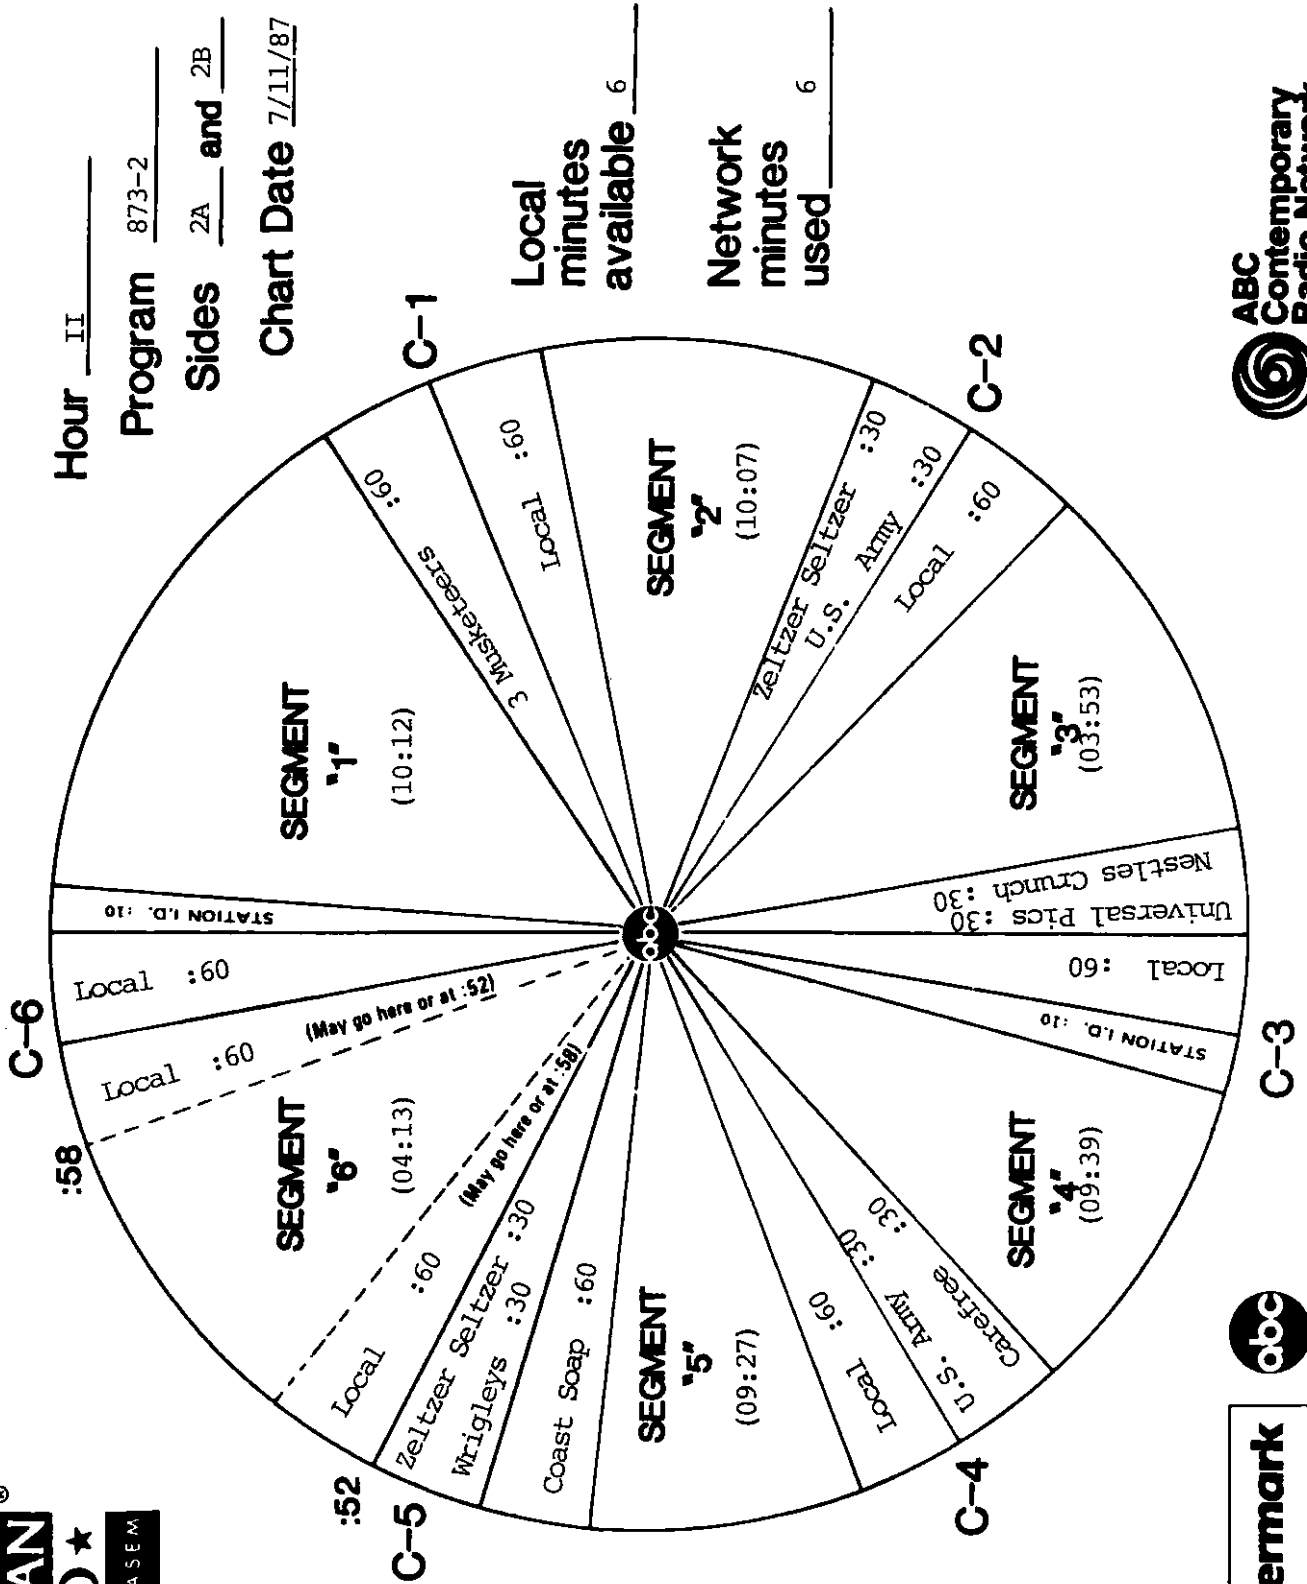 Hour II
Program 873-2
Sides 2A and 2B
Chart Date 7/11/87
Local
minutes
available 6
Network
minutes
used 6
STATION I.D. :10
SEGMENT
"1"
(10:12)
3 Musketeers :60
C-1
Local :60
SEGMENT
"2"
(10:07)
Zeltzer Seltzer :30
U.S. Army :30
C-2
Local :60
SEGMENT
"3"
(03:53)
Nestles Crunch :30
Universal Pics :30
C-3
Local :60
STATION I.D. :10
SEGMENT
"4"
(09:39)
Carefree :30
U.S. Army :30
C-4
Local :60
SEGMENT
"5"
(09:27)
Coast Soap :60
C-5
Wrigleys :30
Zeltzer Seltzer :30
:52
Local :60
(May go here or at :58)
SEGMENT
"6"
(04:13)
:58
Local :60
(May go here or at :52)
C-6
Local :60
abc
ABC
Contemporary
Radio Network
abc